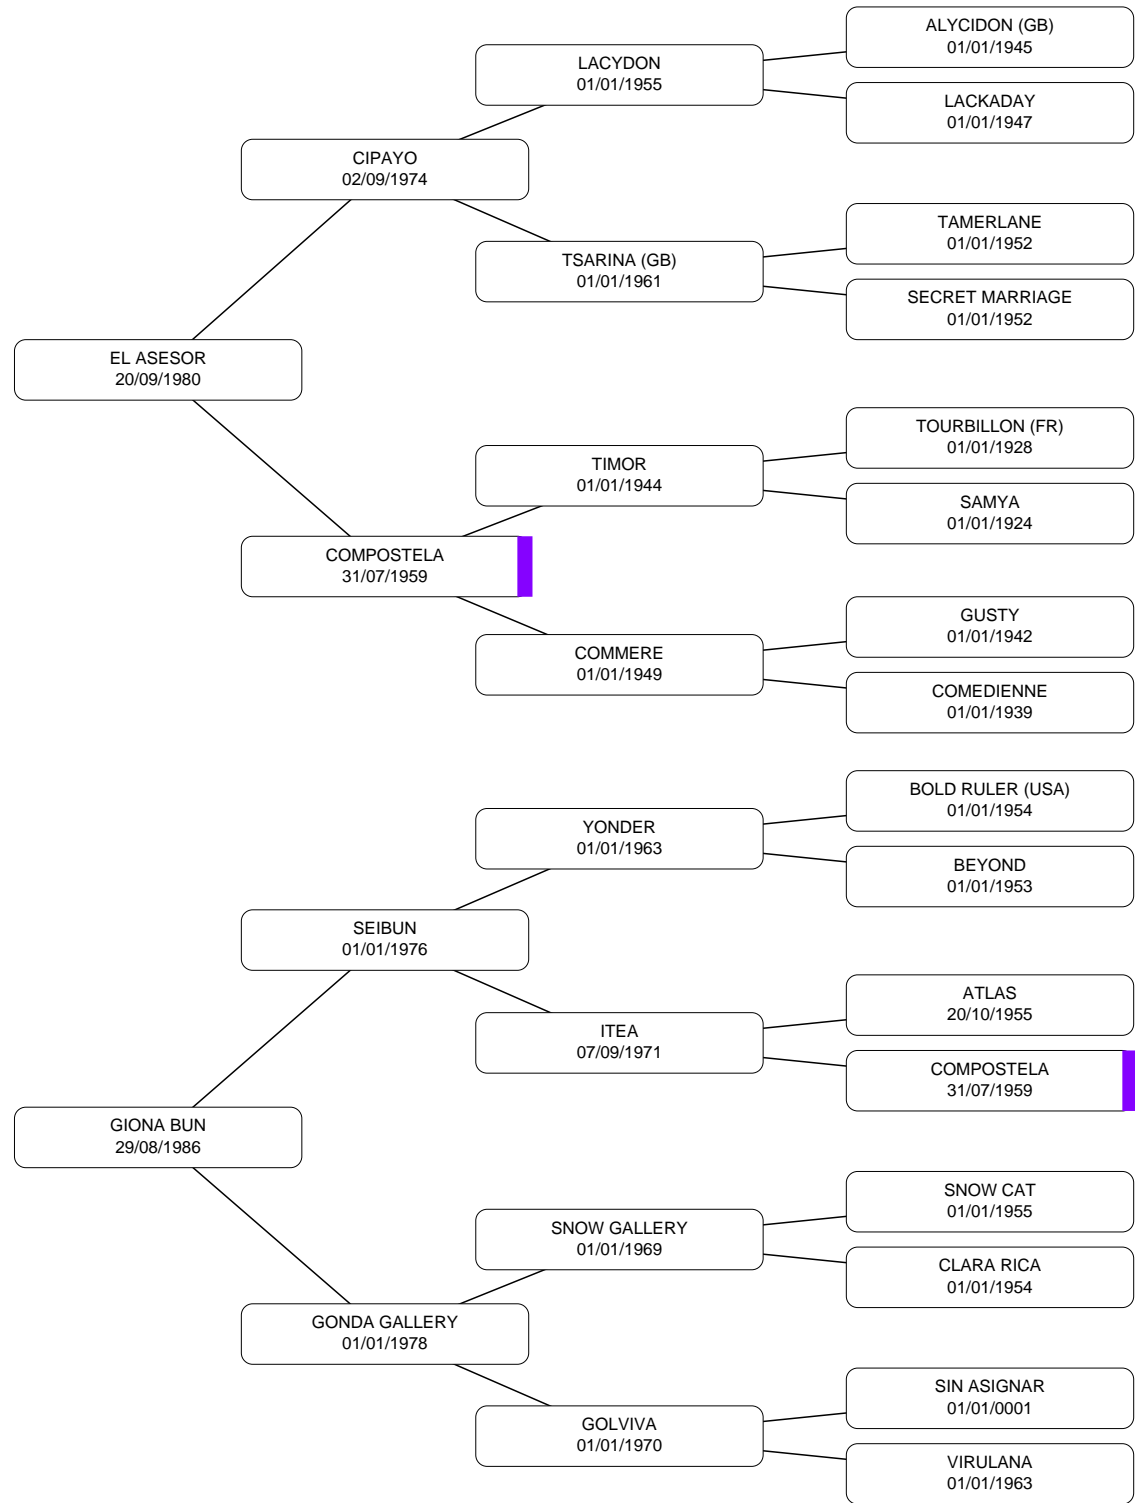 ALYCIDON (GB)
01/01/1945
LACYDON
01/01/1955
LACKADAY
01/01/1947
CIPAYO
02/09/1974
TAMERLANE
01/01/1952
TSARINA (GB)
01/01/1961
SECRET MARRIAGE
01/01/1952
EL ASESOR
20/09/1980
TOURBILLON (FR)
01/01/1928
TIMOR
01/01/1944
SAMYA
01/01/1924
COMPOSTELA
31/07/1959
GUSTY
01/01/1942
COMMERE
01/01/1949
COMEDIENNE
01/01/1939
BOLD RULER (USA)
01/01/1954
YONDER
01/01/1963
BEYOND
01/01/1953
SEIBUN
01/01/1976
ATLAS
20/10/1955
ITEA
07/09/1971
COMPOSTELA
31/07/1959
GIONA BUN
29/08/1986
SNOW CAT
01/01/1955
SNOW GALLERY
01/01/1969
CLARA RICA
01/01/1954
GONDA GALLERY
01/01/1978
SIN ASIGNAR
01/01/0001
GOLVIVA
01/01/1970
VIRULANA
01/01/1963